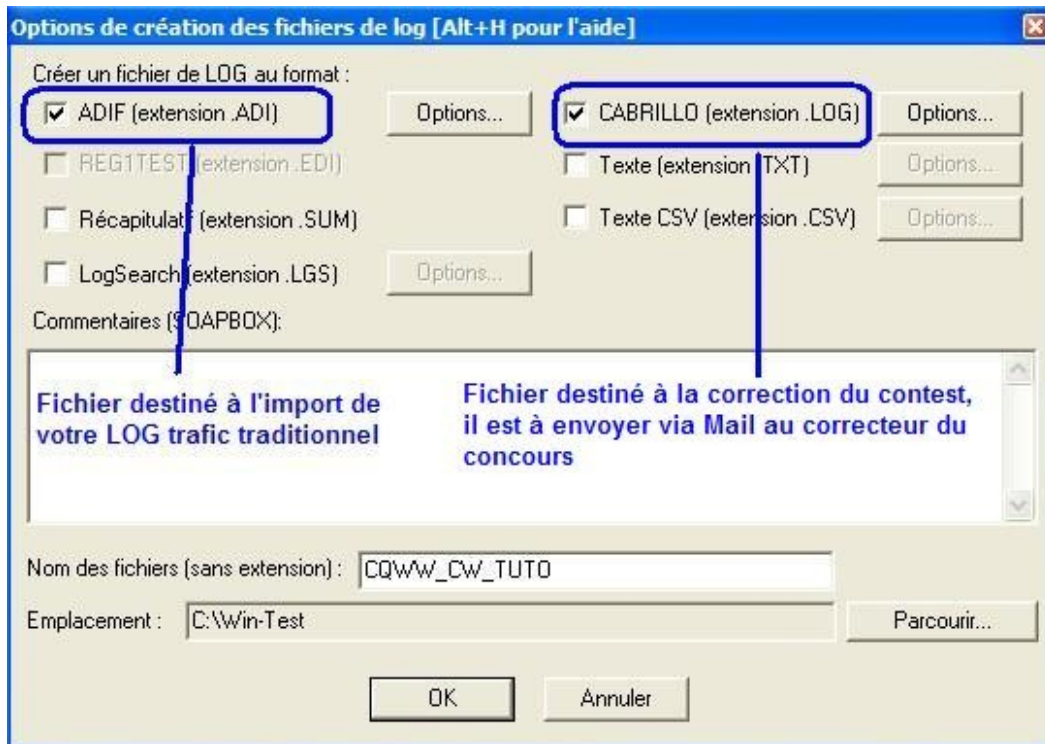 Options de création des fichiers de log [Alt+H pour l'aide]
Créer un fichier de LOG au format :
ADIF (extension .ADI) Options... CABRILLO (extension .LOG) Options...
REG1TEST (extension .EDI) Texte (extension .TXT) Options...
Récapitulatif (extension .SUM) Texte CSV (extension .CSV) Options...
LogSearch (extension .LGS) Options...
Commentaires (SOAPBOX):
Fichier destiné à l'import de
votre LOG trafic traditionnel
Fichier destiné à la correction du contest,
il est à envoyer via Mail au correcteur du
concours
Nom des fichiers (sans extension) : CQWW_CW_TUTO
Emplacement : C:\Win-Test Parcourir...
OK Annuler